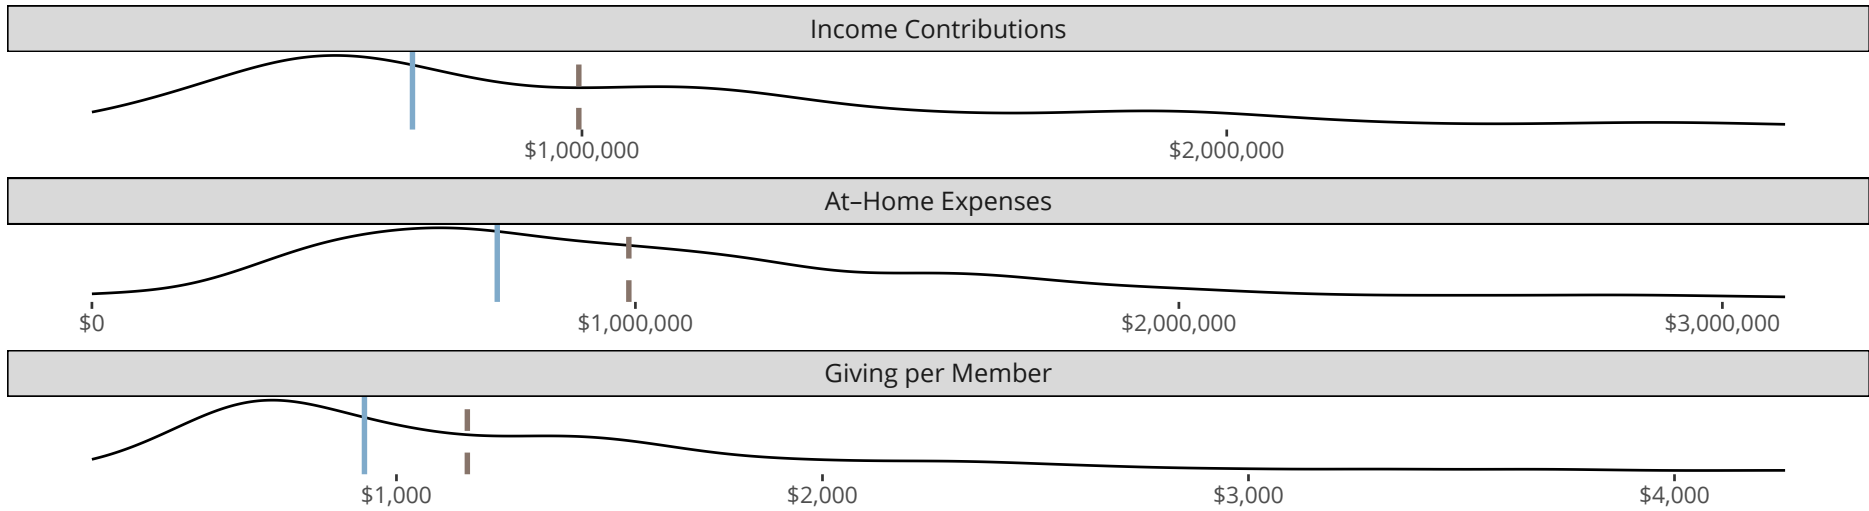 Income Contributions
$1,000,000 $2,000,000
At–Home Expenses
$0 $1,000,000 $2,000,000 $3,000,000
Giving per Member
$1,000 $2,000 $3,000 $4,000